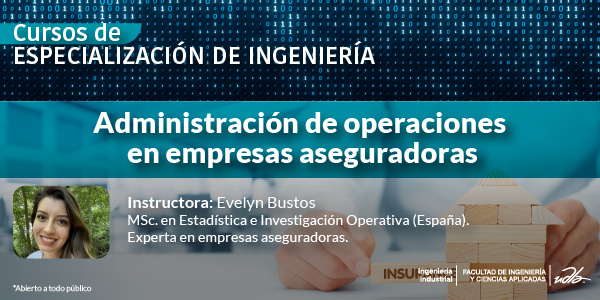 Cursos de
ESPECIALIZACIÓN DE INGENIERÍA
Administración de operaciones
en empresas aseguradoras
Instructora: Evelyn Bustos
MSc. en Estadística e Investigación Operativa (España).
Experta en empresas aseguradoras.
INSU
Ingeniería
Industrial
FACULTAD DE INGENIERÍA
Y CIENCIAS APLICADAS
udb
*Abierto a todo público